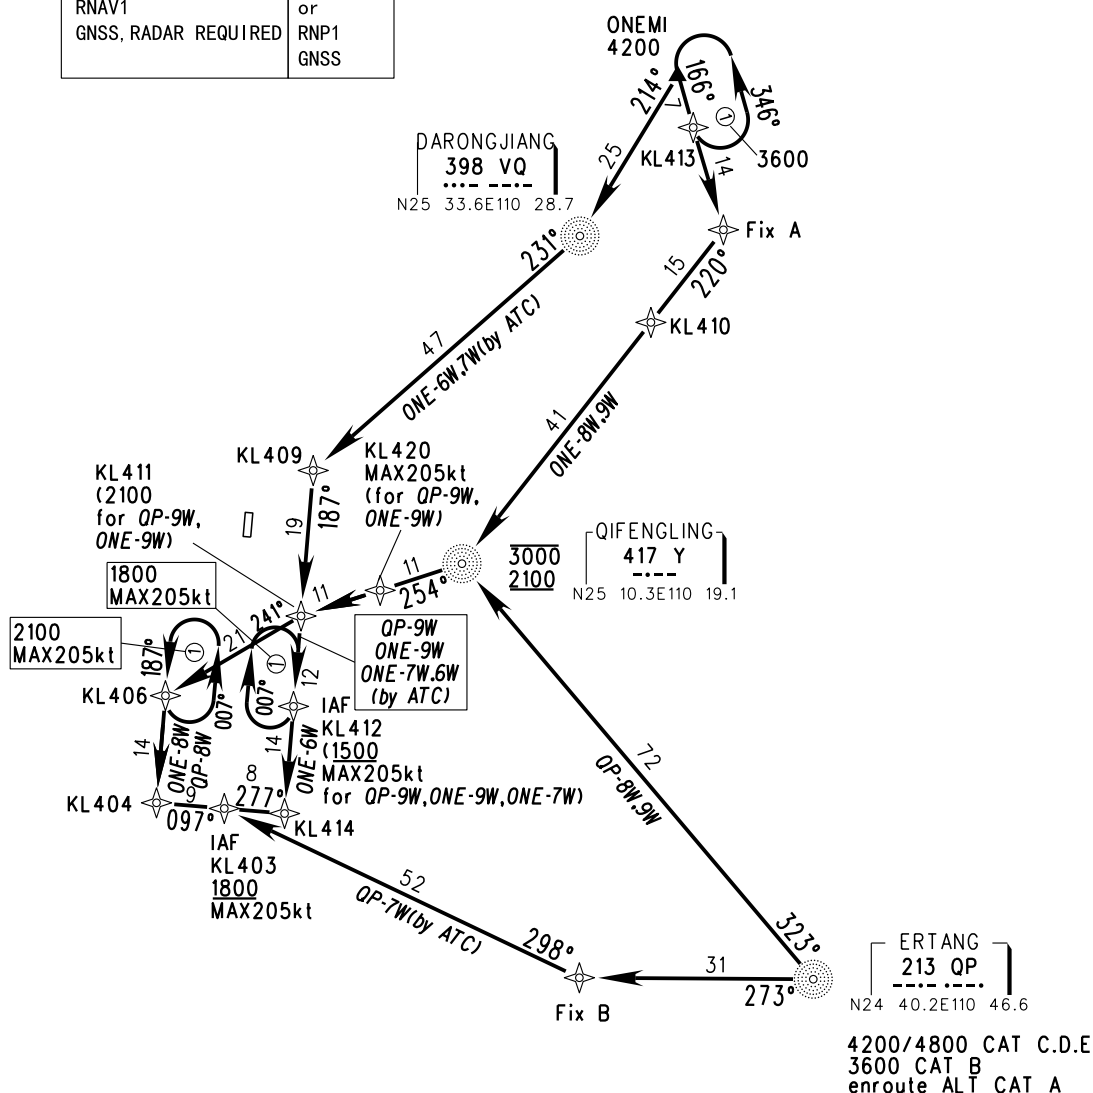 RNAV1
GNSS, RADAR REQUIRED
or
RNP1
GNSS
ONEMI
4200
166°
346°
214°
7
1
3600
KL413
14
25
DARONGJIANG
398 VQ
N25 33.6E110 28.7
Fix A
231°
15
220°
KL410
47
ONE-6W.7W(by ATC)
41
ONE-8W.9W
KL409
KL420
MAX205kt
(for QP-9W,
ONE-9W)
KL411
(2100
for QP-9W,
ONE-9W)
187°
19
QIFENGLING
417 Y
N25 10.3E110 19.1
3000
2100
11
254°
11
1800
MAX205kt
241°
21
2100
MAX205kt
1
1
187°
007°
007°
QP-9W
ONE-9W
ONE-7W.6W
(by ATC)
12
KL406
IAF
KL412
(1500
MAX205kt
for QP-9W,ONE-9W,ONE-7W)
14
ONE-8W
QP-8W
14
ONE-6W
72
QP-8W.9W
KL404
9
097°
8
277°
KL414
IAF
KL403
1800
MAX205kt
52
QP-7W(by ATC)
298°
323°
31
273°
Fix B
ERTANG
213 QP
N24 40.2E110 46.6
4200/4800 CAT C.D.E
3600 CAT B
enroute ALT CAT A